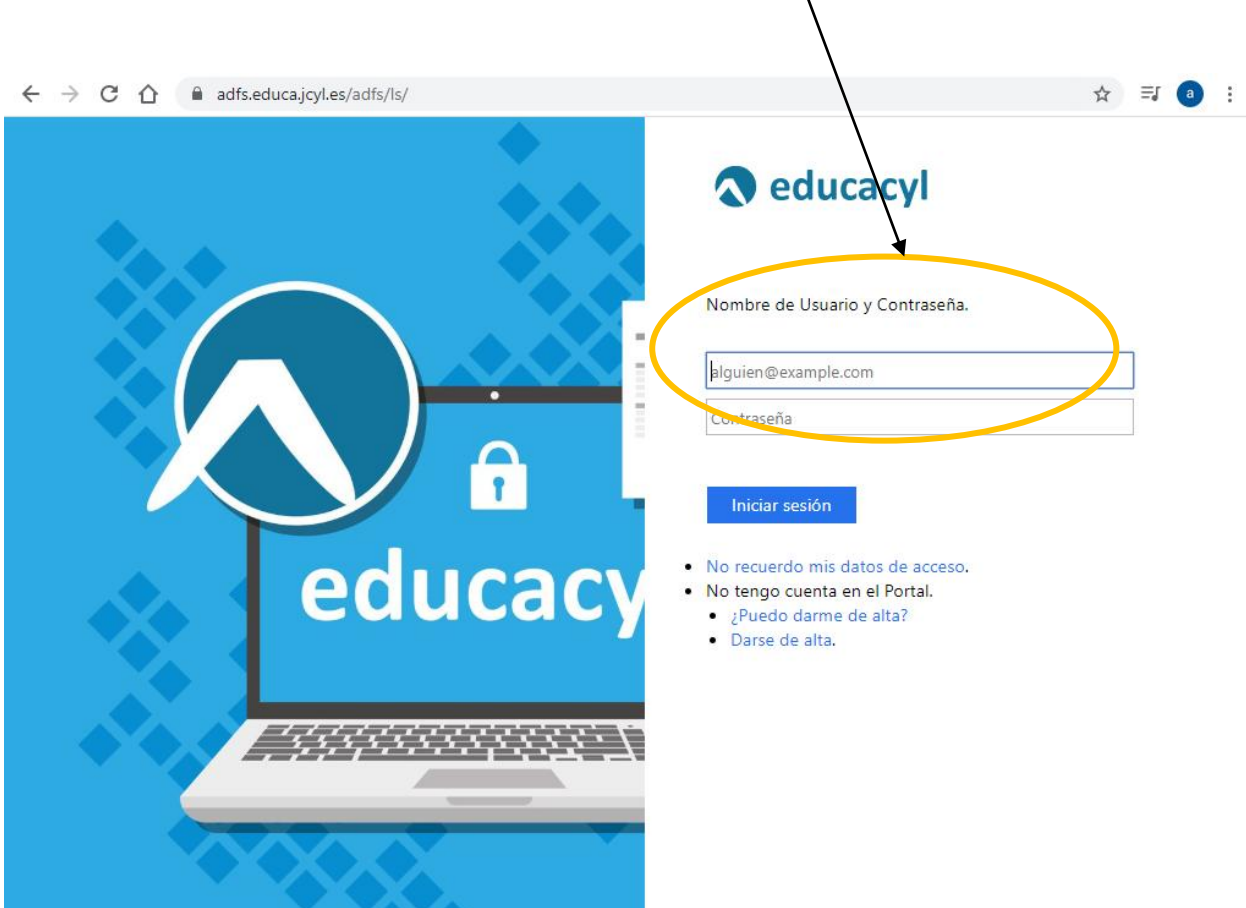 adfs.educa.jcyl.es/adfs/ls/
a
educacyl
Nombre de Usuario y Contraseña.
alguien@example.com
Contraseña
Iniciar sesión
No recuerdo mis datos de acceso.
No tengo cuenta en el Portal.
¿Puedo darme de alta?
Darse de alta.
educacy